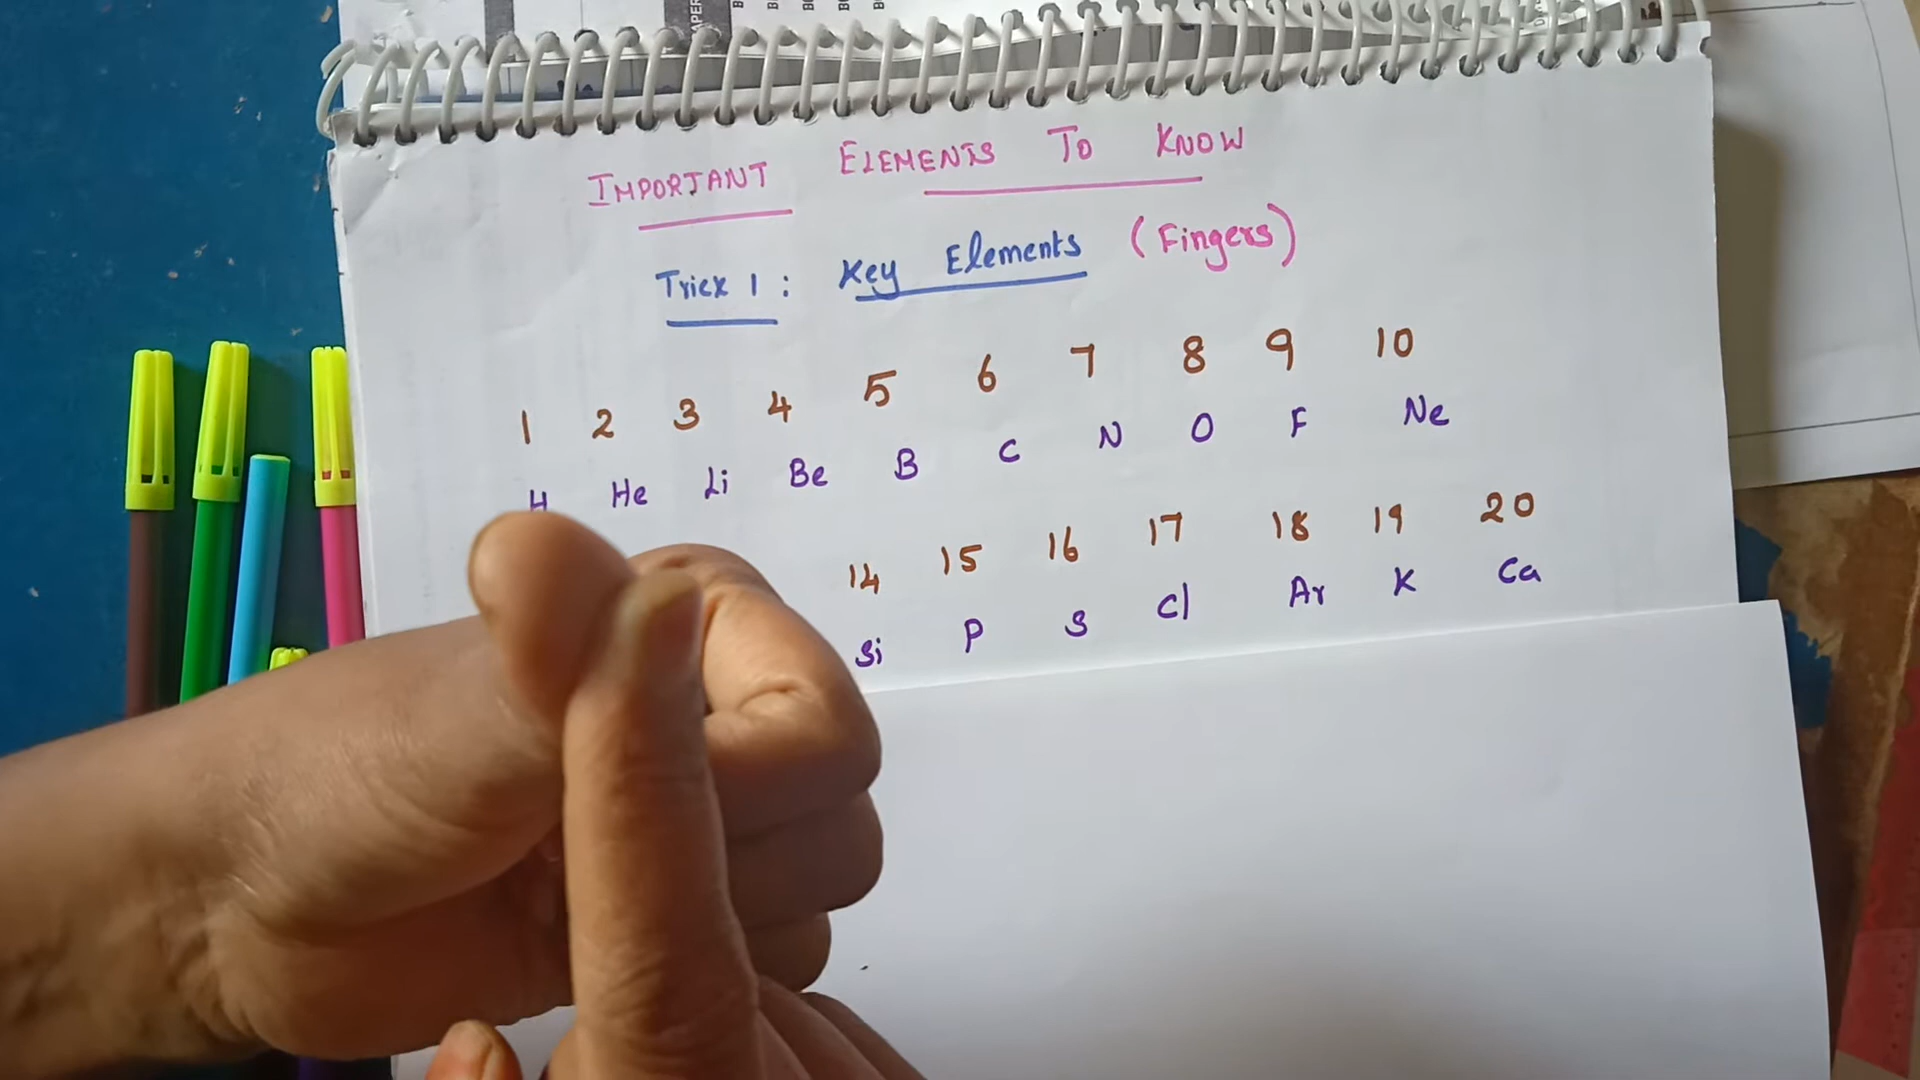 IMPORTANT ELEMENTS TO KNOW
Trick 1 : Key Elements (Fingers)
1 2 3 4 5 6 7 8 9 10
H He Li Be B C N O F Ne
14 15 16 17 18 19 20
Si P S Cl Ar K Ca